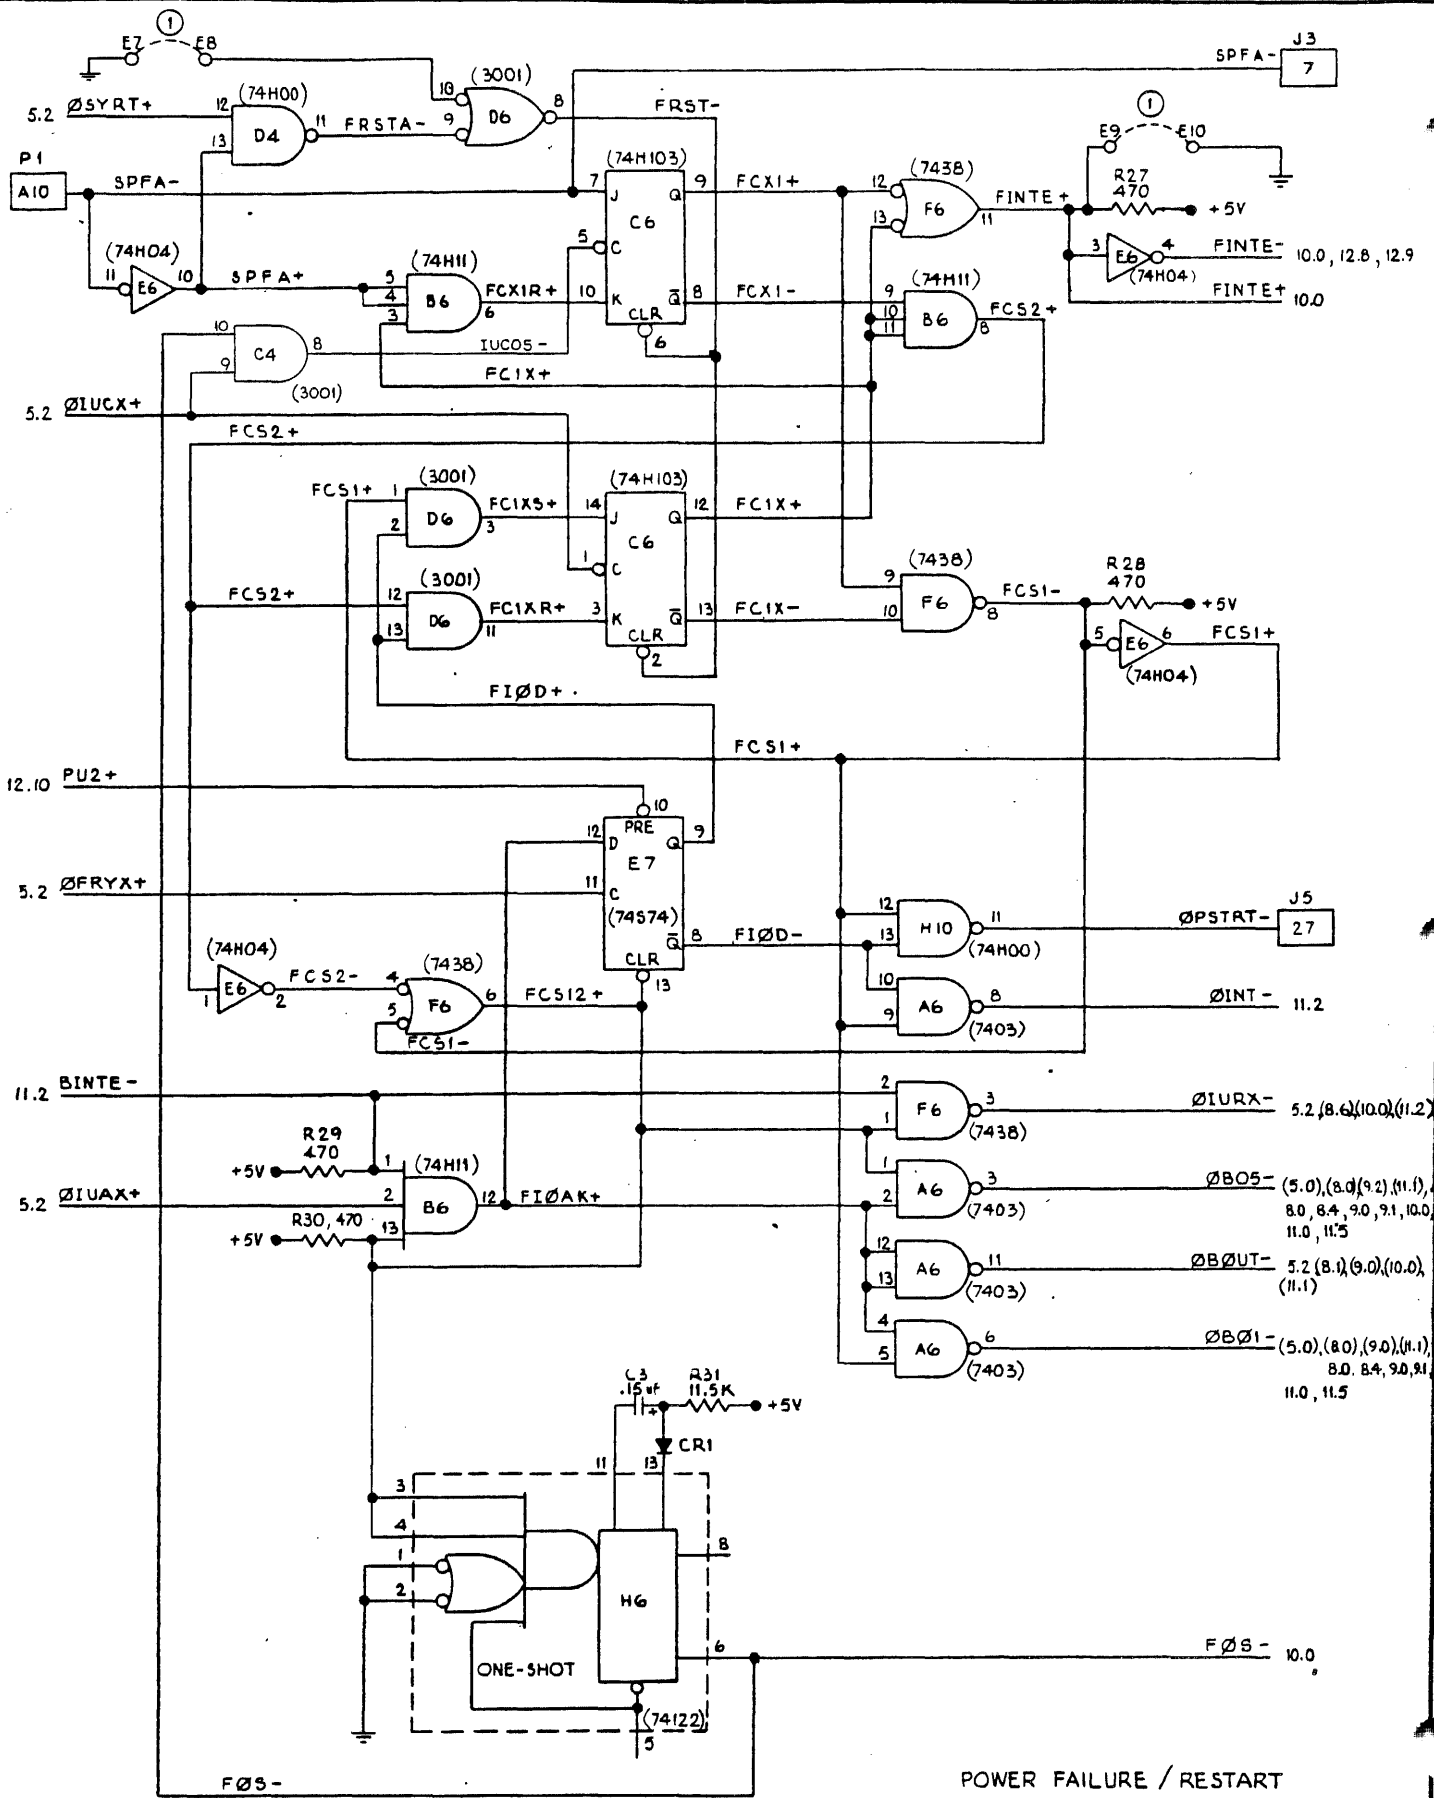 1
E7 E8
(3001)
SPFA-
J3
7
5.2 ØSYRT+
12
(74H00)
D4
11
FRSTA-
10
9
D6
8
FRST-
1
E9 E10
13
P1
A10
SPFA-
(74H103)
7 J Q 9
FCX1+
C6
5 C
12
(7438)
13
F6
11
FINTE+
R27
470
+5V
(74H04)
11 E6 10
SPFA+
(74H11)
5
4
3
B6
6
FCX1R+
10 K Q 8
FCX1-
CLR
6
(74H11)
9
10
11
B6
8
FCS2+
3 E6 4
(74H04)
FINTE- 10.0, 12.8, 12.9
FINTE+ 10.0
10
9
C4
8
(3001)
IUCOS-
FC1X+
5.2 ØIUCX+
FCS2+
FCS1+
(3001)
1
2
D6
3
FC1XS+
(74H103)
14 J Q 12
FC1X+
C6
1 C
FCS2+
(3001)
12
13
D6
11
FC1XR+
3 K Q 13
FC1X-
CLR
2
(7438)
9
10
F6
8
FCS1-
R28
470
+5V
5 E6 6
(74H04)
FCS1+
FIØD+
FCS1+
12.10 PU2+
10
PRE
12 D Q 9
E7
5.2 ØFRYX+
11 C
(74S74)
Q 8
FIØD-
CLR
13
12
13
H10
11
(74H00)
ØPSTRT-
J5
27
(74H04)
1 E6 2
FCS2-
(7438)
4
5
F6
6
FCS12+
FCS1-
10
9
A6
8
(7403)
ØINT- 11.2
11.2 BINTE-
2
1
F6
3
(7438)
ØIURX- 5.2,(8.6),(10.0),(11.2)
R29
470
+5V
(74H11)
1
2
13
B6
12
FIØAK+
5.2 ØIUAX+
R30, 470
+5V
1
2
A6
3
(7403)
ØBO5- (5.0),(8.0),(9.2),(11.1),
8.0, 8.4, 9.0, 9.1, 10.0,
11.0, 11.5
12
13
A6
11
(7403)
ØBØUT- 5.2,(8.1),(9.0),(10.0),
(11.1)
4
5
A6
6
(7403)
ØBØ1- (5.0),(8.0),(9.0),(11.1),
8.0, 8.4, 9.0, 9.1
11.0, 11.5
C3
.15uf
+
R31
11.5K
+5V
CR1
11 13
3
4
1
2
H6
8
6
ONE-SHOT
(74122)
5
FØS- 10.0
FØS-
POWER FAILURE / RESTART